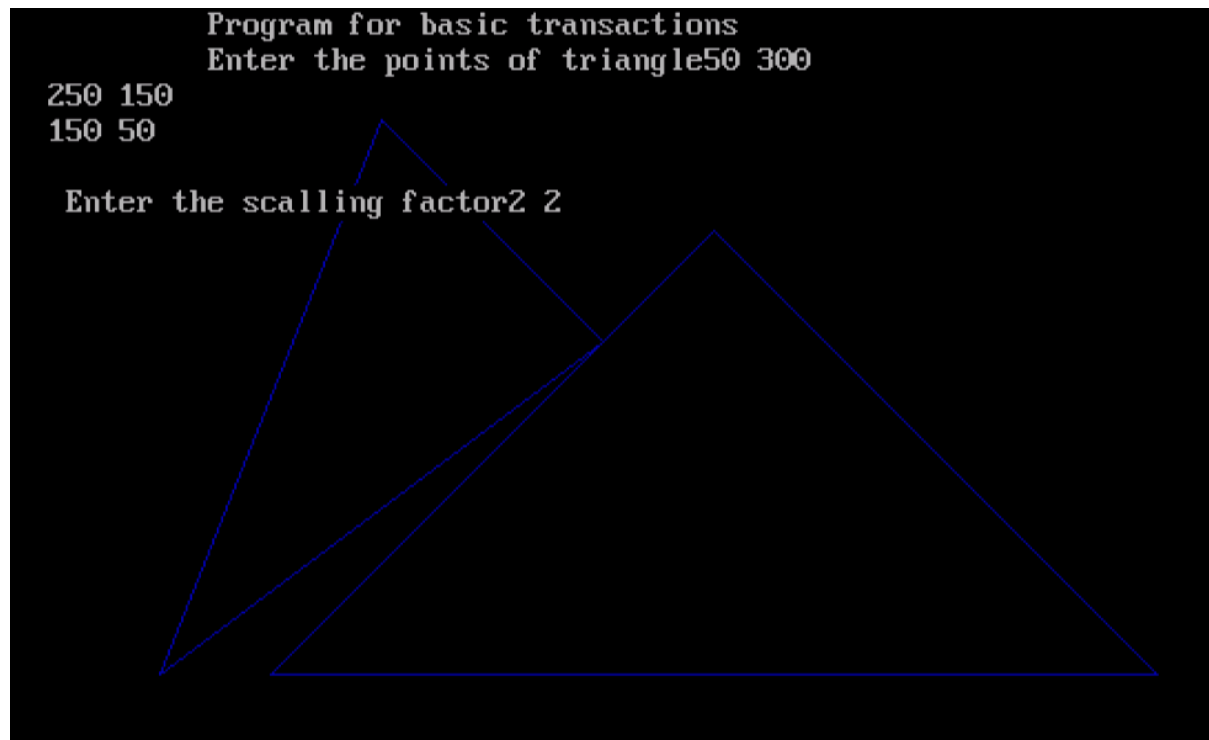 Program for basic transactions
Enter the points of triangle50 300
250 150
150 50
Enter the scalling factor2 2